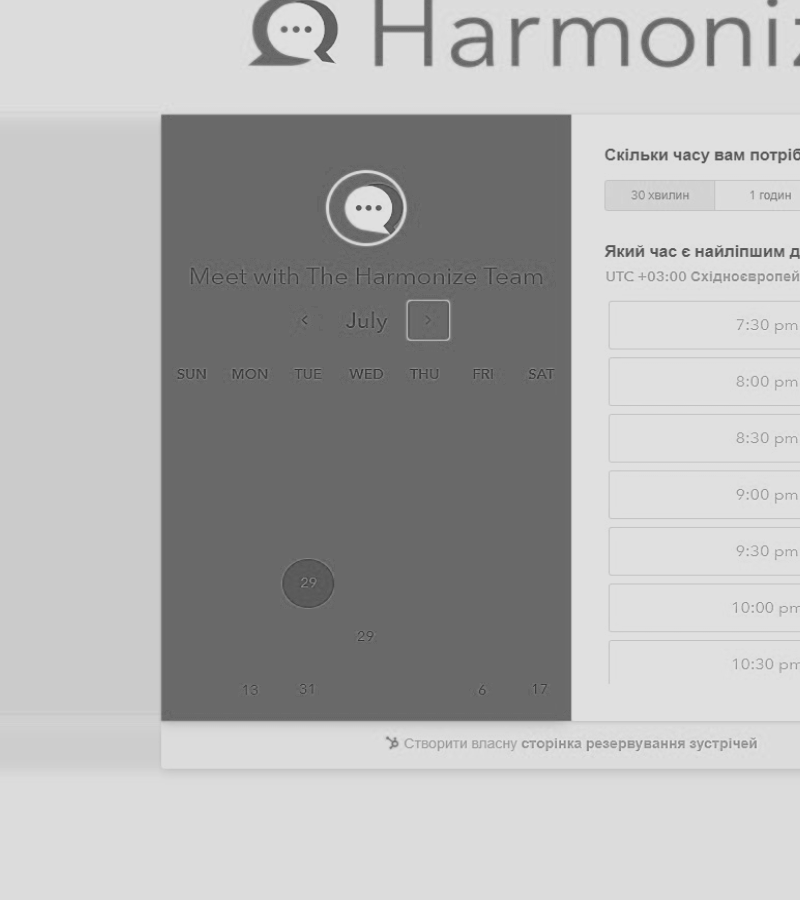 Harmoniz
Meet with The Harmonize Team
July
SUN MON TUE WED THU FRI SAT
29
29
13 31 6 17
Скільки часу вам потріб
30 хвилин 1 годин
Який час є найліпшим д
UTC +03:00 Східноєвропей
7:30 pm
8:00 pm
8:30 pm
9:00 pm
9:30 pm
10:00 pm
10:30 pm
Створити власну сторінка резервування зустрічей